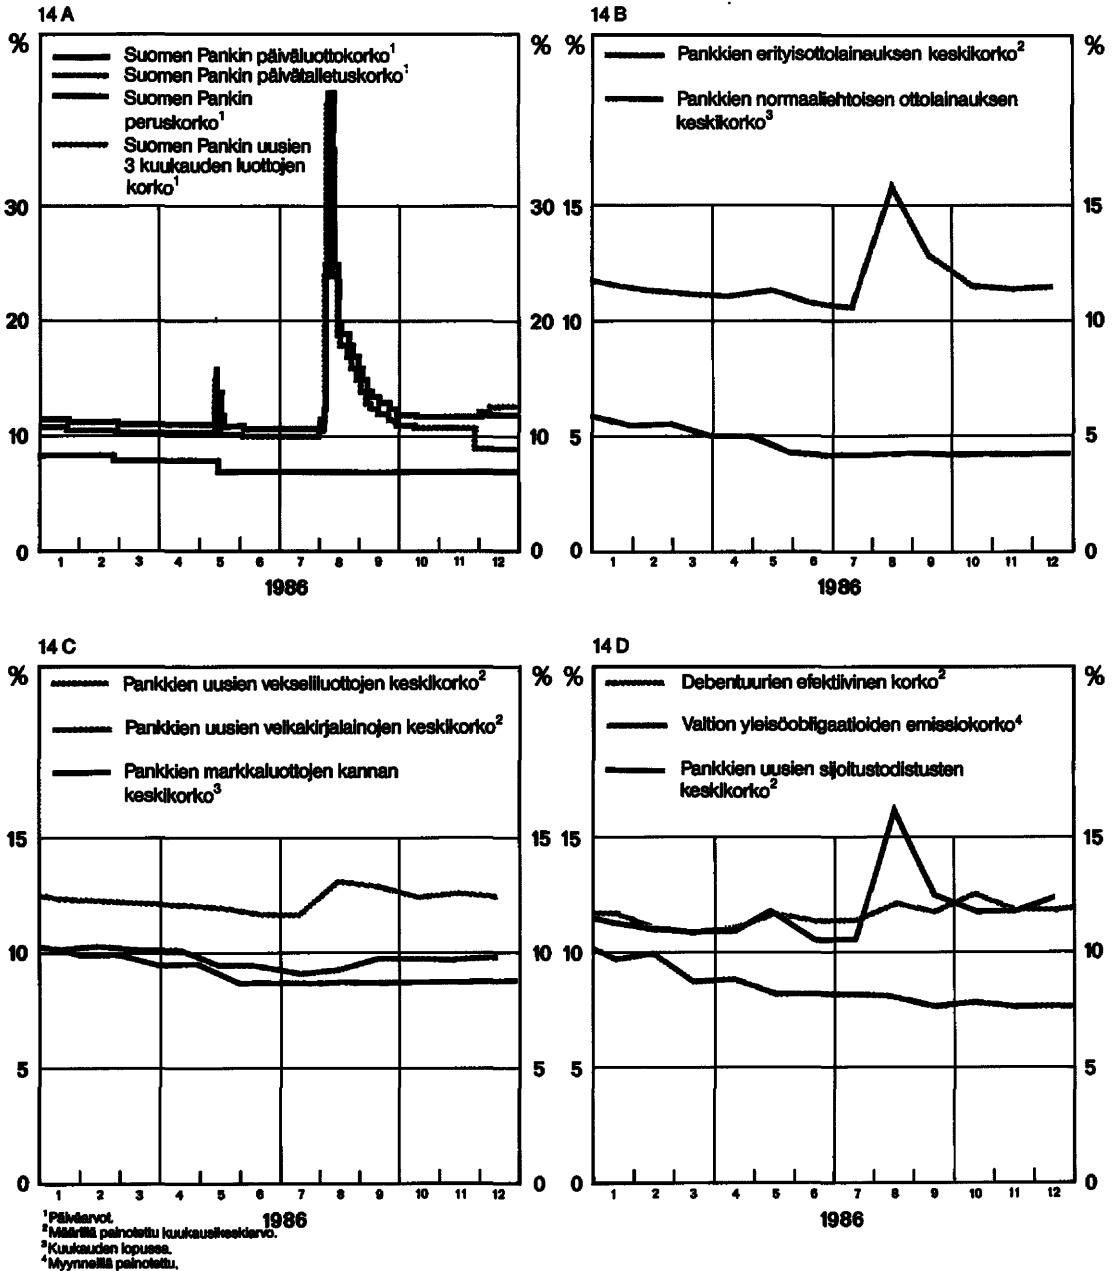 14 A
%
%
Suomen Pankin päiväluottokorko¹
Suomen Pankin päivätalletuskorko¹
Suomen Pankin
peruskorko¹
Suomen Pankin uusien
3 kuukauden luottojen
korko¹
30
30
20
20
10
10
0
0
1 2 3 4 5 6 7 8 9 10 11 12
1986
14 B
%
%
Pankkien erityisottolainauksen keskikorko²
Pankkien normaaliehtoisen ottolainauksen
keskikorko³
15
15
10
10
5
5
0
0
1 2 3 4 5 6 7 8 9 10 11 12
1986
14 C
%
%
Pankkien uusien vekseliluottojen keskikorko²
Pankkien uusien velkakirjalainojen keskikorko²
Pankkien markkaluottojen kannan
keskikorko³
15
15
10
10
5
5
0
0
1 2 3 4 5 6 7 8 9 10 11 12
1986
14 D
%
%
Debentuurien efektiivinen korko²
Valtion yleisöobligaatioiden emissiokorko⁴
Pankkien uusien sijoitustodistusten
keskikorko²
15
15
10
10
5
5
0
0
1 2 3 4 5 6 7 8 9 10 11 12
1986
¹Päiväarvot.
²Määrillä painotettu kuukausikeskiarvo.
³Kuukauden lopussa.
⁴Myynneillä painotettu.